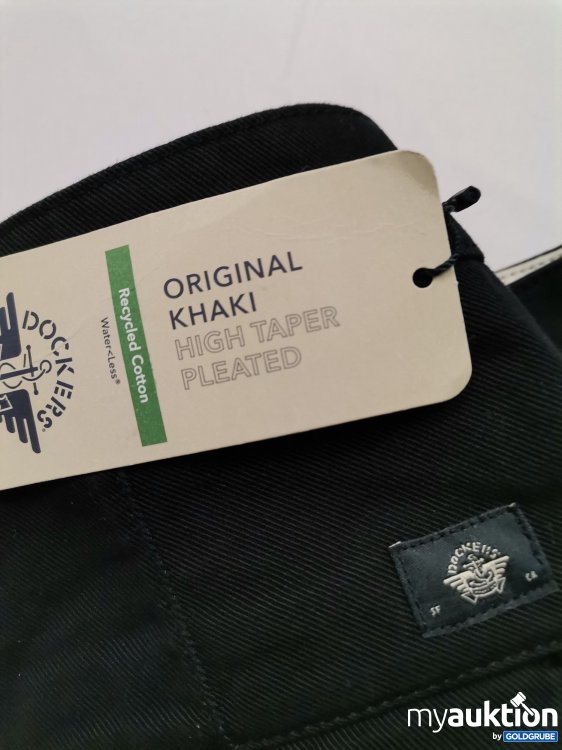 DOCKERS®
Recycled Cotton
Water<Less®
ORIGINAL
KHAKI
HIGH TAPER
PLEATED
DOCKERS
SF CA
myauktion
by GOLDGRUBE